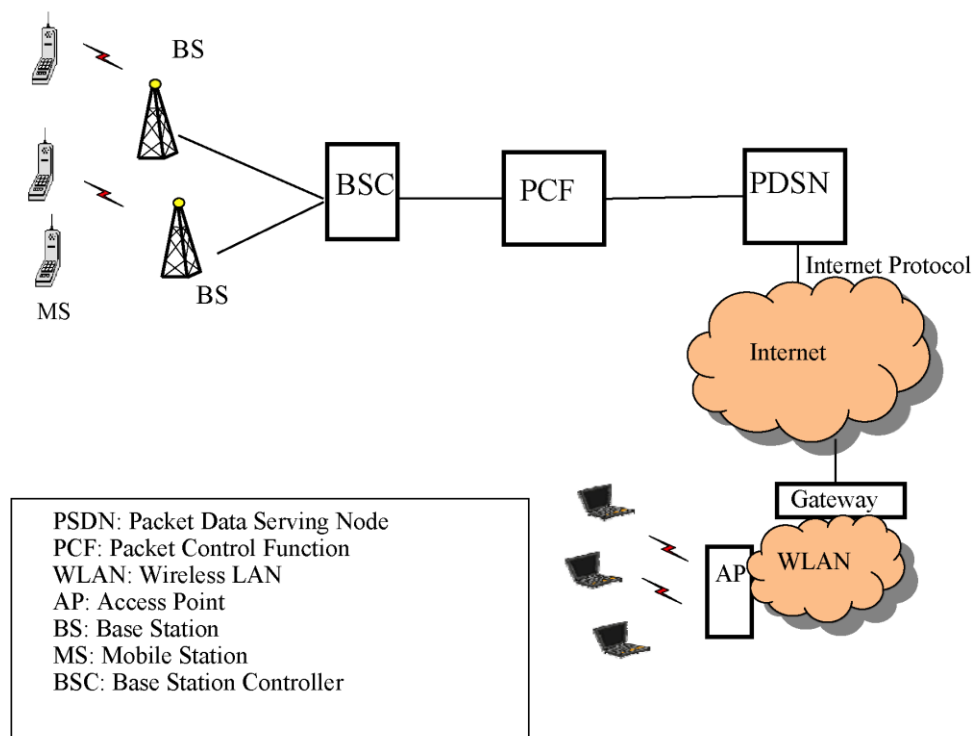 BS
BSC
PCF
PDSN
BS
MS
Internet Protocol
Internet
Gateway
AP
WLAN
PSDN: Packet Data Serving Node
PCF: Packet Control Function
WLAN: Wireless LAN
AP: Access Point
BS: Base Station
MS: Mobile Station
BSC: Base Station Controller